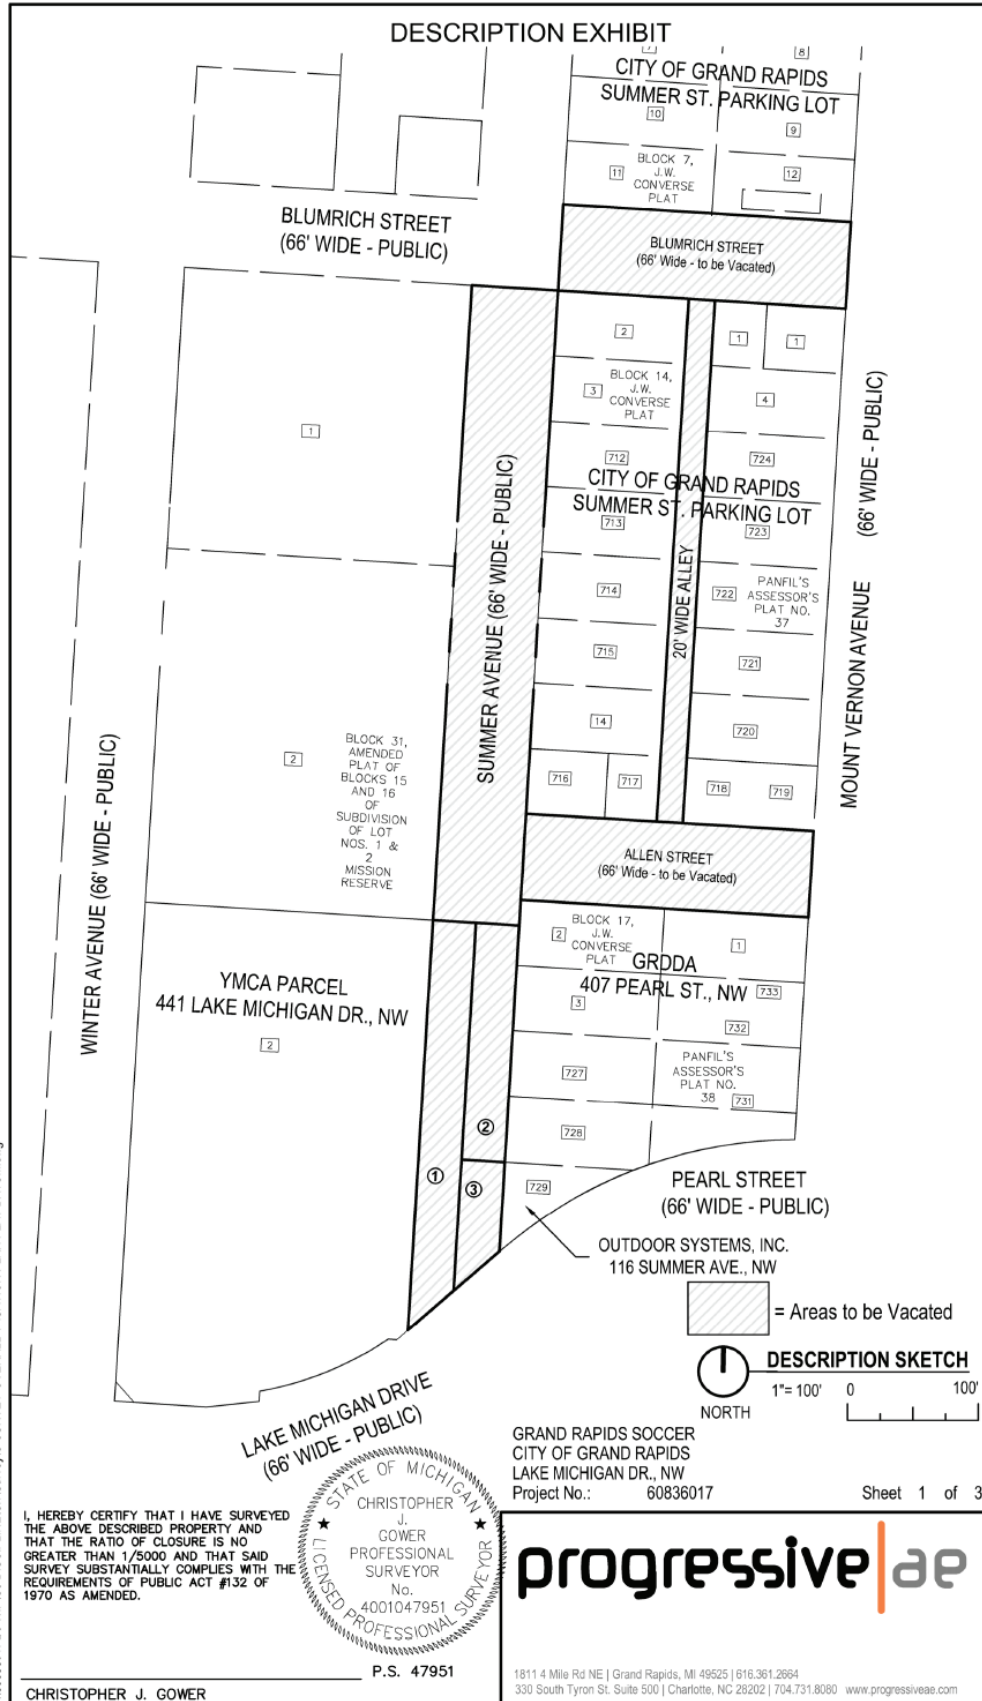 DESCRIPTION EXHIBIT
7
8
CITY OF GRAND RAPIDS
SUMMER ST. PARKING LOT
10
9
11
BLOCK 7,
J.W.
CONVERSE
PLAT
12
BLUMRICH STREET
(66' WIDE - PUBLIC)
BLUMRICH STREET
(66' Wide - to be Vacated)
2
1
1
3
BLOCK 14,
J.W.
CONVERSE
PLAT
4
1
712
724
CITY OF GRAND RAPIDS
SUMMER ST. PARKING LOT
713
723
SUMMER AVENUE (66' WIDE - PUBLIC)
20' WIDE ALLEY
MOUNT VERNON AVENUE (66' WIDE - PUBLIC)
714
722
PANFIL'S
ASSESSOR'S
PLAT NO.
37
715
721
14
720
716
717
718
719
2
BLOCK 31,
AMENDED
PLAT OF
BLOCKS 15
AND 16
OF
SUBDIVISION
OF LOT
NOS. 1 &
2
MISSION
RESERVE
WINTER AVENUE (66' WIDE - PUBLIC)
ALLEN STREET
(66' Wide - to be Vacated)
2
BLOCK 17,
J.W.
CONVERSE
PLAT
1
GRDDA
407 PEARL ST., NW
733
3
732
YMCA PARCEL
441 LAKE MICHIGAN DR., NW
2
727
PANFIL'S
ASSESSOR'S
PLAT NO.
38
731
728
2
1
3
729
PEARL STREET
(66' WIDE - PUBLIC)
OUTDOOR SYSTEMS, INC.
116 SUMMER AVE., NW
= Areas to be Vacated
DESCRIPTION SKETCH
1"= 100'
0
100'
NORTH
LAKE MICHIGAN DRIVE
(66' WIDE - PUBLIC)
GRAND RAPIDS SOCCER
CITY OF GRAND RAPIDS
LAKE MICHIGAN DR., NW
Project No.: 60836017
Sheet 1 of 3
I, HEREBY CERTIFY THAT I HAVE SURVEYED
THE ABOVE DESCRIBED PROPERTY AND
THAT THE RATIO OF CLOSURE IS NO
GREATER THAN 1/5000 AND THAT SAID
SURVEY SUBSTANTIALLY COMPLIES WITH THE
REQUIREMENTS OF PUBLIC ACT #132 OF
1970 AS AMENDED.
STATE OF MICHIGAN
CHRISTOPHER
J.
GOWER
PROFESSIONAL
SURVEYOR
No.
4001047951
LICENSED PROFESSIONAL SURVEYOR
P.S. 47951
CHRISTOPHER J. GOWER
progressive ae
1811 4 Mile Rd NE | Grand Rapids, MI 49525 | 616.361.2664
330 South Tyron St. Suite 500 | Charlotte, NC 28202 | 704.731.8080 www.progressiveae.com